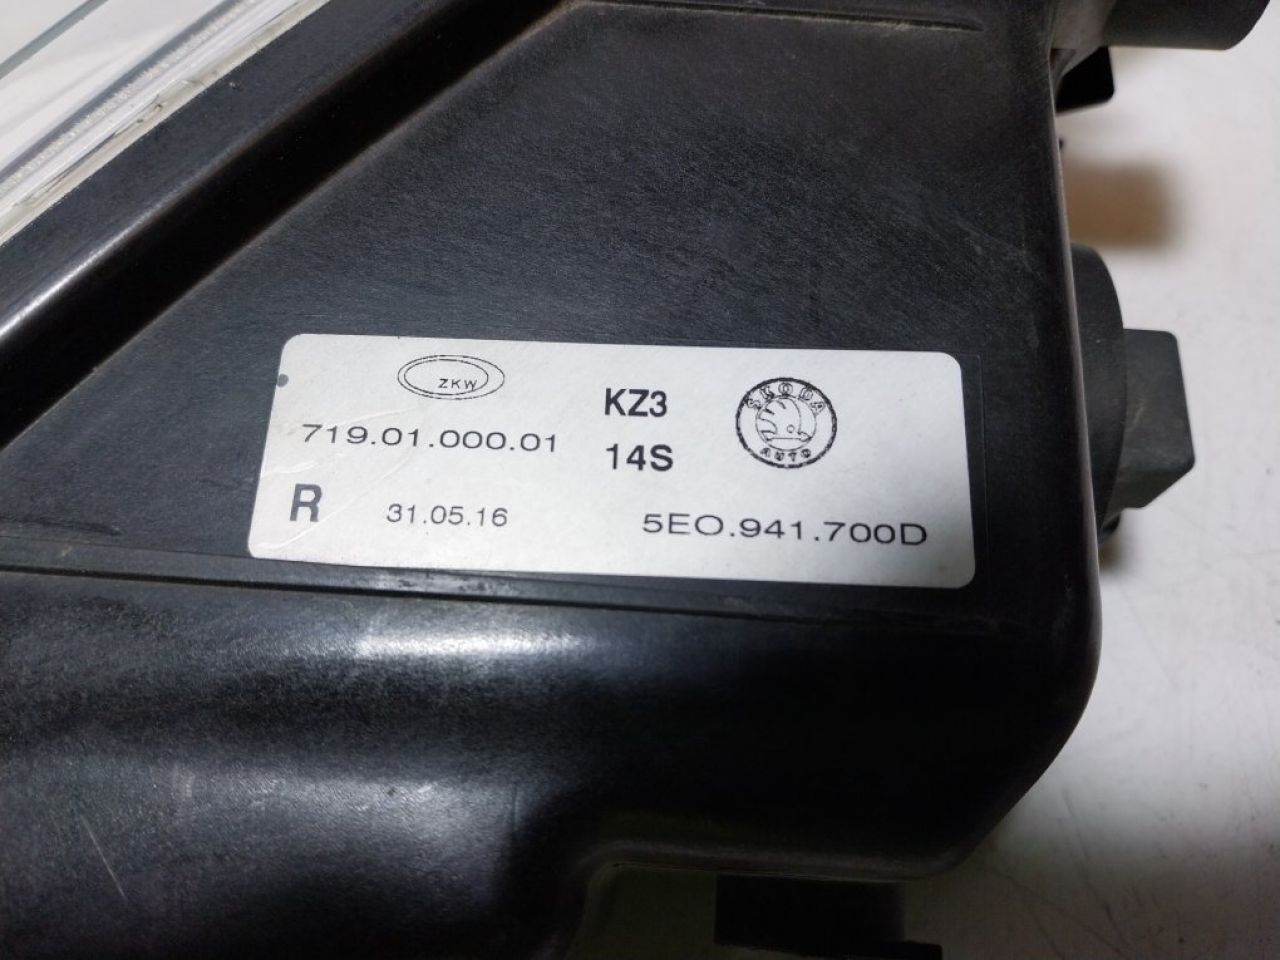 ZKW
719.01.000.01
KZ3
14S
SKODA
AUTO
R
31.05.16
5E0.941.700D